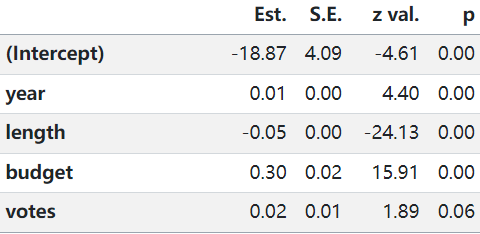 Est. S.E. z val. p
(Intercept) -18.87 4.09 -4.61 0.00
year 0.01 0.00 4.40 0.00
length -0.05 0.00 -24.13 0.00
budget 0.30 0.02 15.91 0.00
votes 0.02 0.01 1.89 0.06